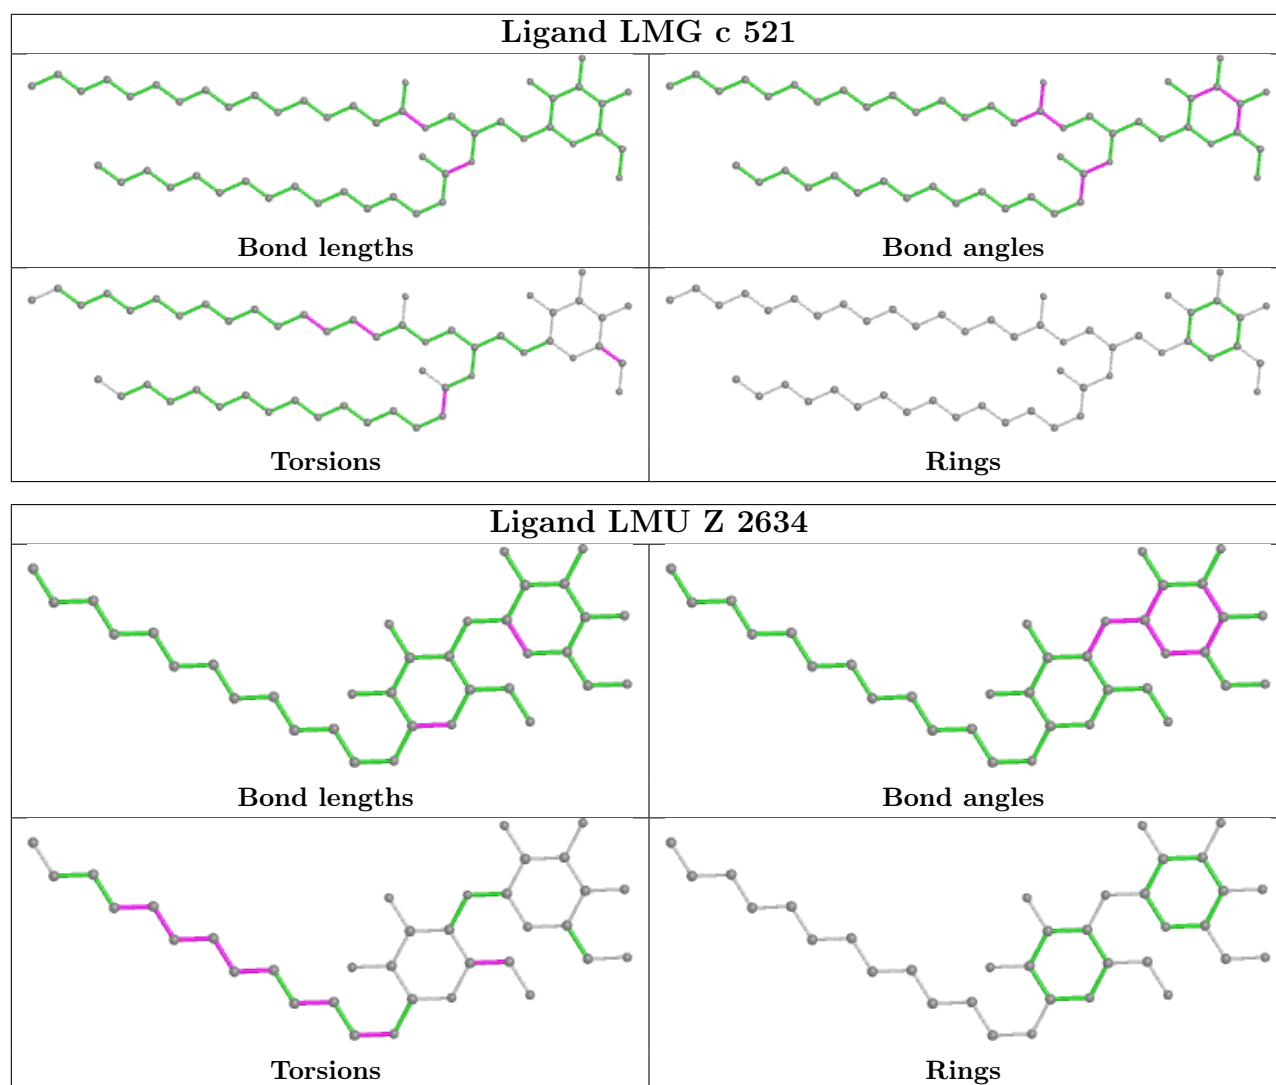 Ligand LMG c 521
Bond lengths
Bond angles
Torsions
Rings
Ligand LMU Z 2634
Bond lengths
Bond angles
Torsions
Rings